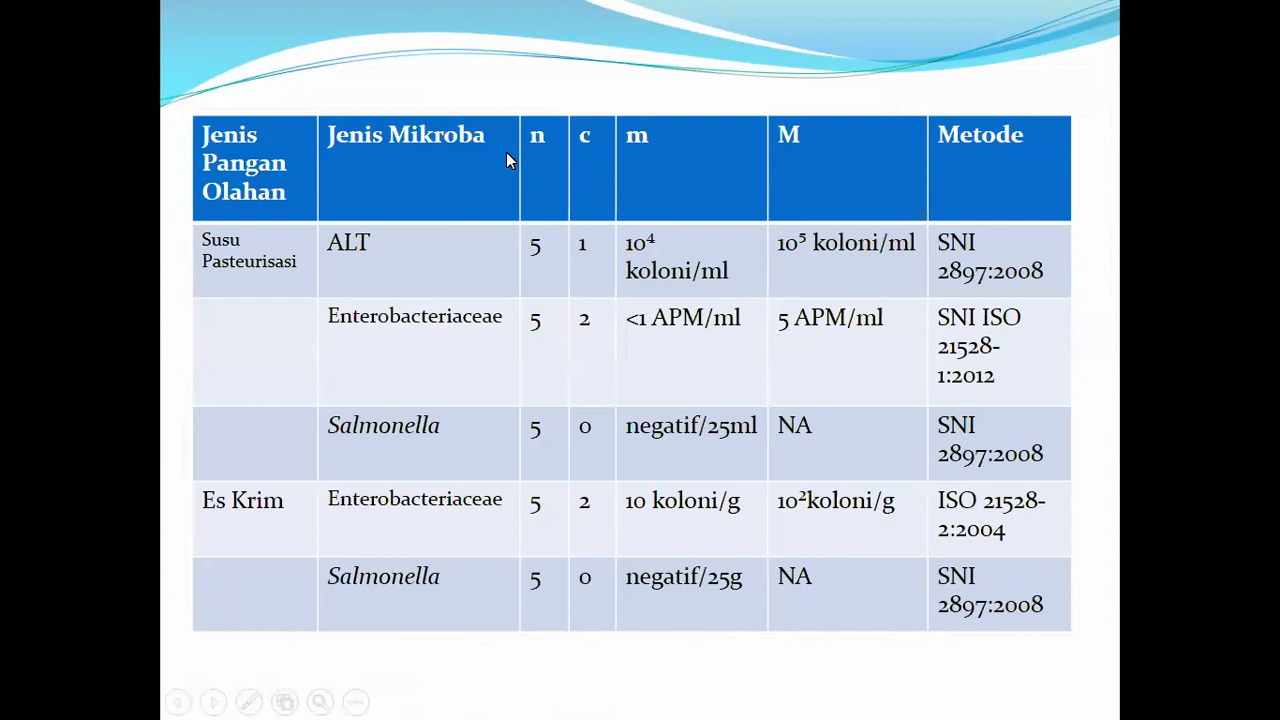 Jenis Pangan Olahan Jenis Mikroba n c m M Metode
Susu Pasteurisasi ALT 5 1 10⁴ koloni/ml 10⁵ koloni/ml SNI 2897:2008
Enterobacteriaceae 5 2 <1 APM/ml 5 APM/ml SNI ISO 21528-1:2012
Salmonella 5 0 negatif/25ml NA SNI 2897:2008
Es Krim Enterobacteriaceae 5 2 10 koloni/g 10²koloni/g ISO 21528-2:2004
Salmonella 5 0 negatif/25g NA SNI 2897:2008